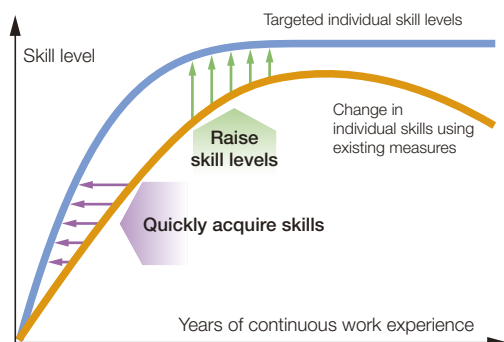 Targeted individual skill levels
Skill level
Change in
individual skills using
existing measures
Raise
skill levels
Quickly acquire skills
Years of continuous work experience